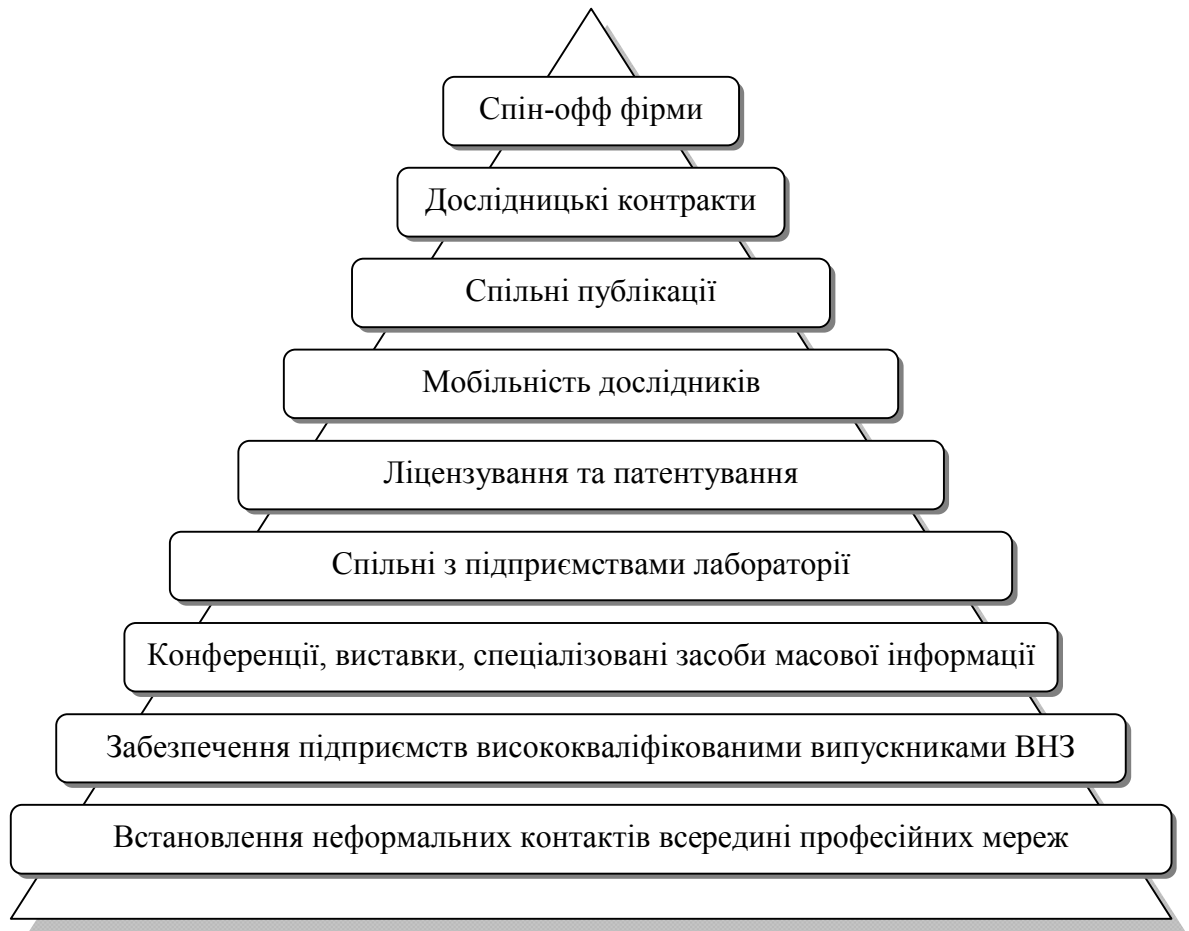 Спін-офф фірми
Дослідницькі контракти
Спільні публікації
Мобільність дослідників
Ліцензування та патентування
Спільні з підприємствами лабораторії
Конференції, виставки, спеціалізовані засоби масової інформації
Забезпечення підприємств висококваліфікованими випускниками ВНЗ
Встановлення неформальних контактів всередині професійних мереж